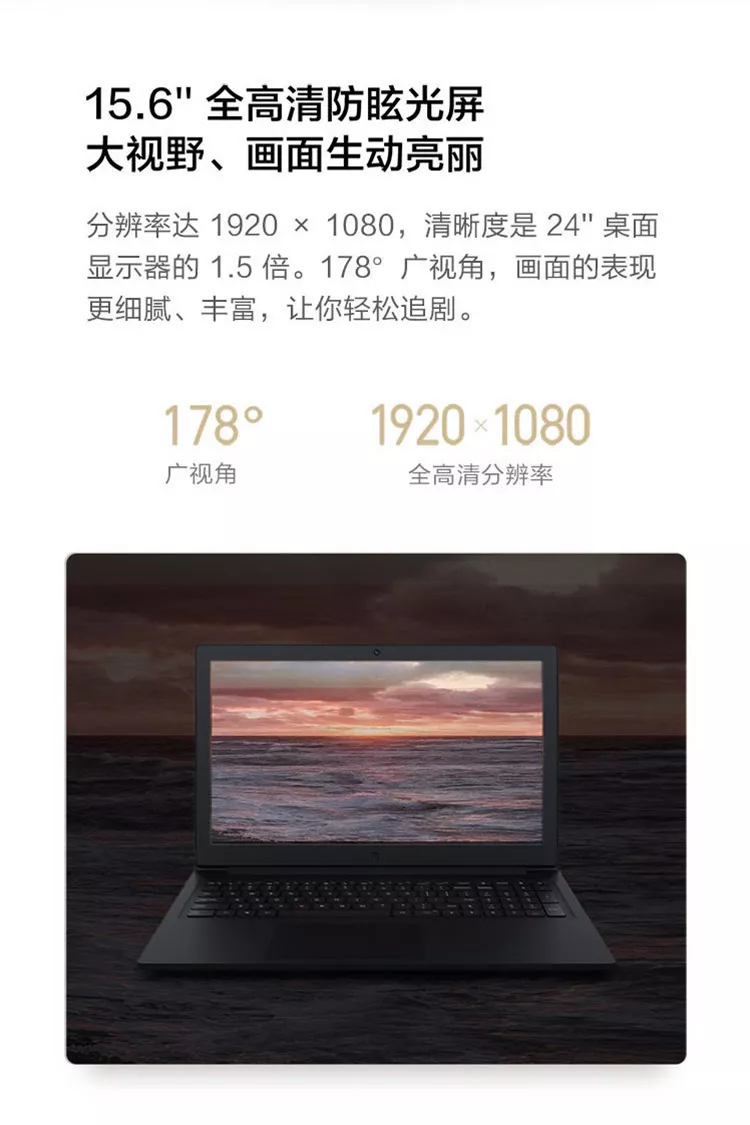 15.6" 全高清防眩光屏
大视野、画面生动亮丽
分辨率达 1920 × 1080，清晰度是 24" 桌面
显示器的 1.5 倍。178° 广视角，画面的表现
更细腻、丰富，让你轻松追剧。
178° 1920×1080
广视角 全高清分辨率